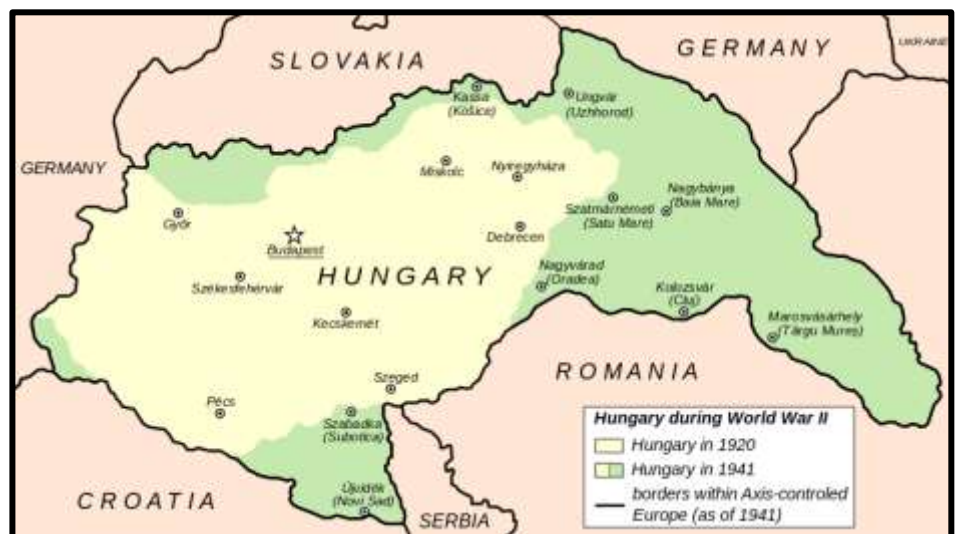 SLOVAKIA
GERMANY
UKRAINE
Kassa
(Košice)
Ungvár
(Uzhhorod)
GERMANY
Miskolc
Nyíregyháza
Nagybánya
(Baia Mare)
Szatmárnémeti
(Satu Mare)
Győr
Budapest
Debrecen
HUNGARY
Nagyvárad
(Oradea)
Székesfehérvár
Kolozsvár
(Cluj)
Kecskemét
Marosvásárhely
(Târgu Mureș)
ROMANIA
Szeged
Pécs
Szabadka
(Subotica)
Hungary during World War II
Hungary in 1920
Hungary in 1941
borders within Axis-controled
Europe (as of 1941)
Újvidék
(Novi Sad)
CROATIA
SERBIA